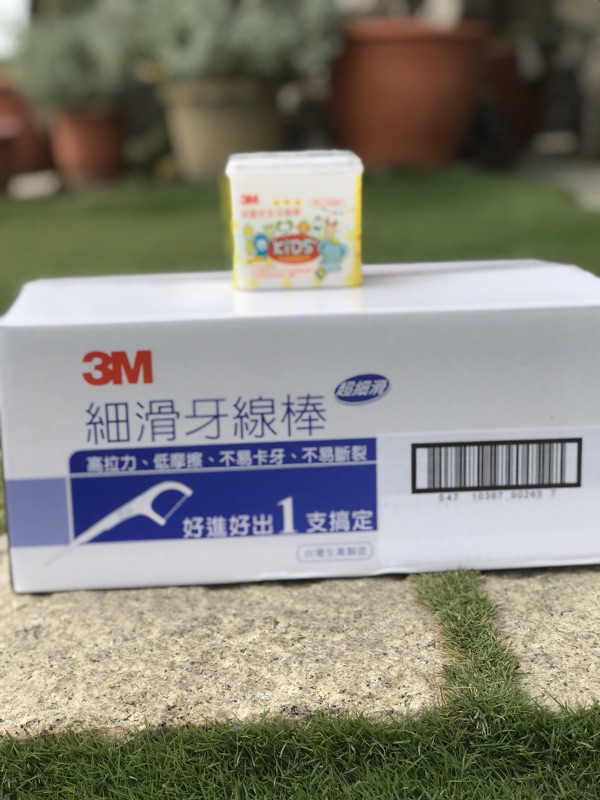 3M
KiDS
3M
細滑牙線棒
超細滑
高拉力、低摩擦、不易卡牙、不易斷裂
好進好出1支搞定
台灣生產製造